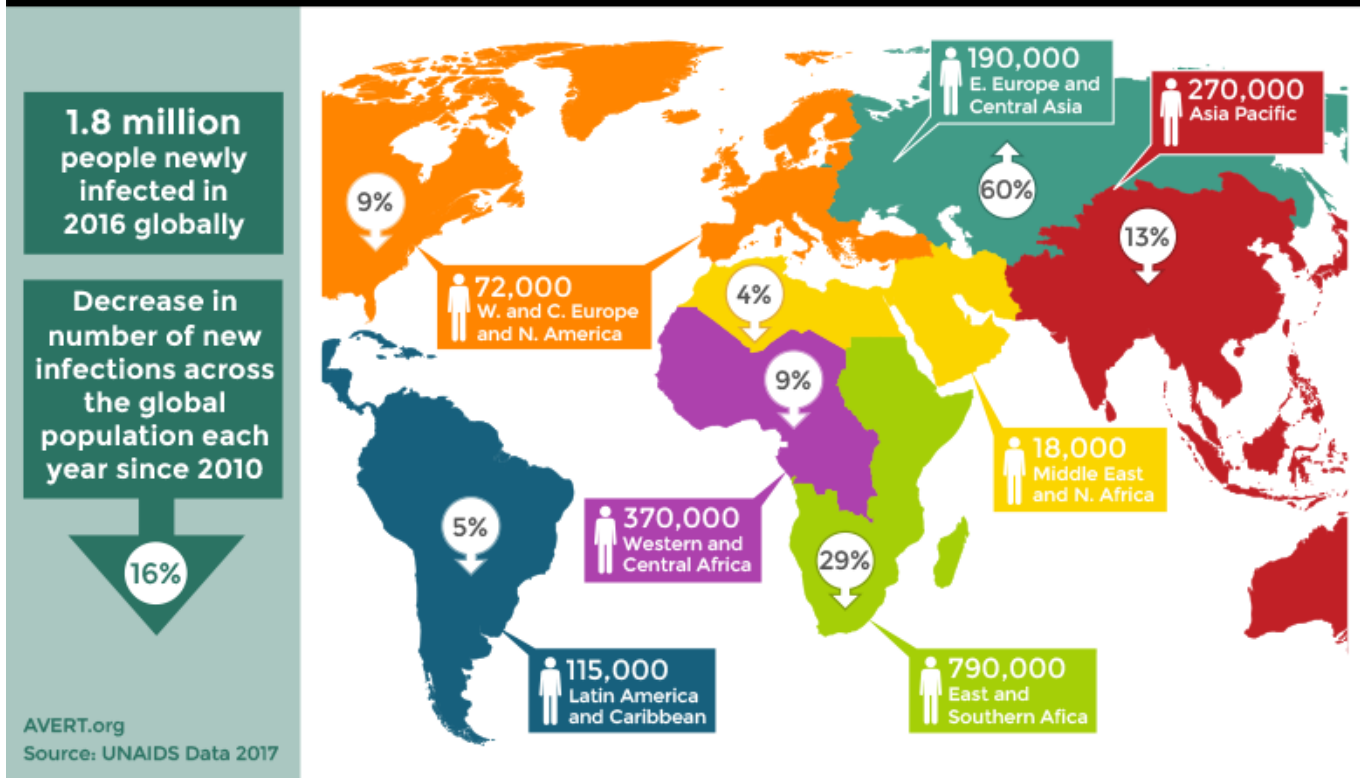 1.8 million
people newly
infected in
2016 globally
Decrease in
number of new
infections across
the global
population each
year since 2010
16%
AVERT.org
Source: UNAIDS Data 2017
9%
72,000
W. and C. Europe
and N. America
190,000
E. Europe and
Central Asia
60%
270,000
Asia Pacific
13%
4%
18,000
Middle East
and N. Africa
9%
370,000
Western and
Central Africa
5%
115,000
Latin America
and Caribbean
29%
790,000
East and
Southern Afica